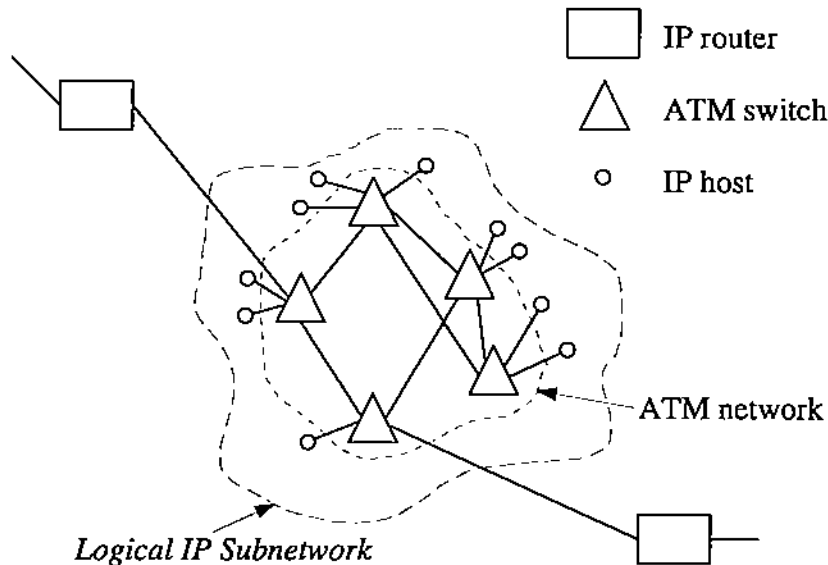 IP router
ATM switch
IP host
ATM network
Logical IP Subnetwork